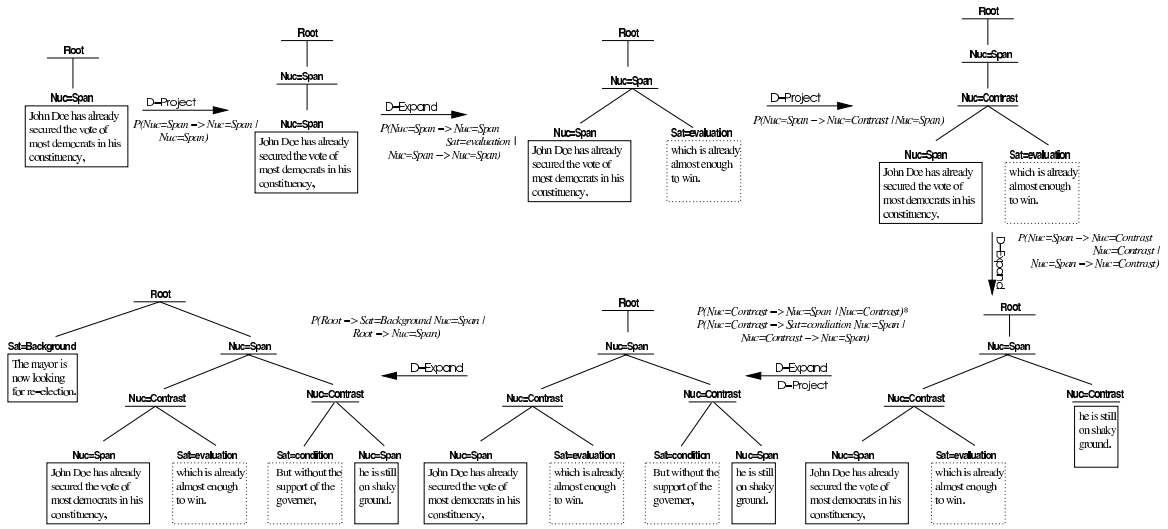 Root
Nuc=Span
John Doe has already
secured the vote of
most democrats in his
constituency,
D-Project
P(Nuc=Span -> Nuc=Span |
Nuc=Span)
Root
Nuc=Span
Nuc=Span
John Doe has already
secured the vote of
most democrats in his
constituency,
D-Expand
P(Nuc=Span -> Nuc=Span
Sat=evaluation |
Nuc=Span -> Nuc=Span)
Root
Nuc=Span
Nuc=Span
John Doe has already
secured the vote of
most democrats in his
constituency,
Sat=evaluation
which is already
almost enough
to win.
D-Project
P(Nuc=Span -> Nuc=Contrast | Nuc=Span)
Root
Nuc=Span
Nuc=Contrast
Nuc=Span
John Doe has already
secured the vote of
most democrats in his
constituency,
Sat=evaluation
which is already
almost enough
to win.
D-Expand
P(Nuc=Span -> Nuc=Contrast
Nuc=Contrast |
Nuc=Span -> Nuc=Contrast)
Root
Nuc=Span
Nuc=Contrast
Nuc=Contrast
he is still
on shaky
ground.
Nuc=Span
John Doe has already
secured the vote of
most democrats in his
constituency,
Sat=evaluation
which is already
almost enough
to win.
P(Nuc=Contrast -> Nuc=Span | Nuc=Contrast)*
P(Nuc=Contrast -> Sat=condiation Nuc=Span |
Nuc=Contrast -> Nuc=Span)
D-Expand
D-Project
Root
Nuc=Span
Nuc=Contrast
Nuc=Contrast
Nuc=Span
John Doe has already
secured the vote of
most democrats in his
constituency,
Sat=evaluation
which is already
almost enough
to win.
Sat=condition
But without the
support of the
governer,
Nuc=Span
he is still
on shaky
ground.
P(Root -> Sat=Background Nuc=Span |
Root -> Nuc=Span)
D-Expand
Root
Sat=Background
The mayor is
now looking
for re-election.
Nuc=Span
Nuc=Contrast
Nuc=Contrast
Nuc=Span
John Doe has already
secured the vote of
most democrats in his
constituency,
Sat=evaluation
which is already
almost enough
to win.
Sat=condition
But without the
support of the
governer,
Nuc=Span
he is still
on shaky
ground.